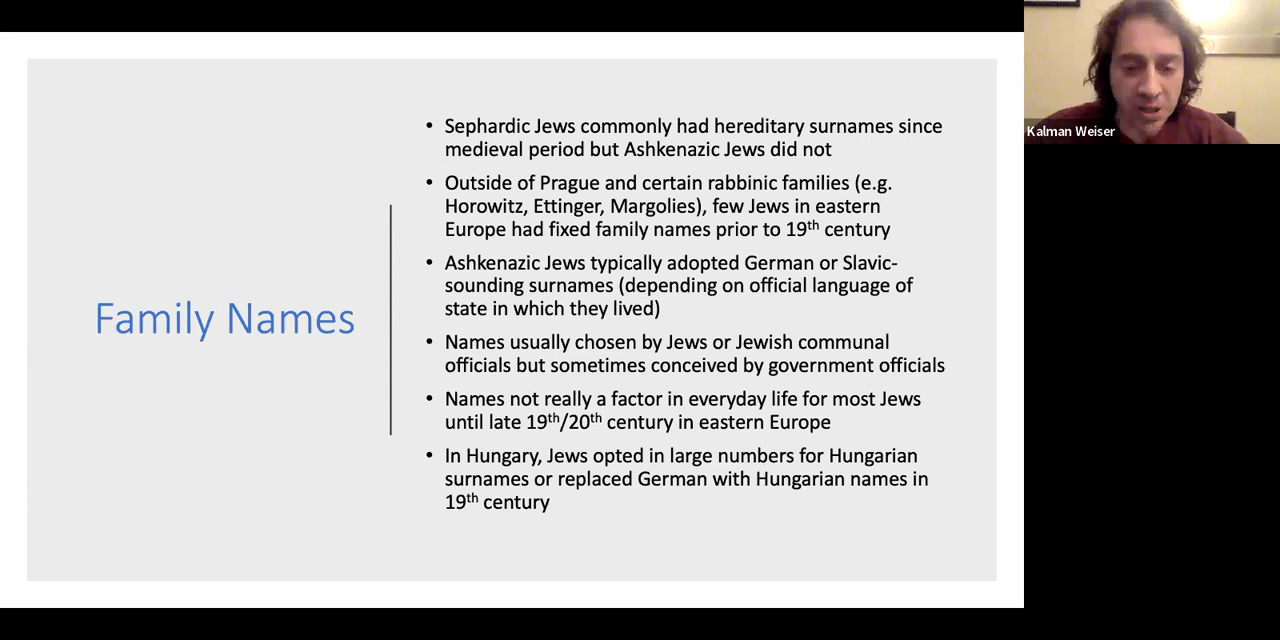 Family Names
• Sephardic Jews commonly had hereditary surnames since
medieval period but Ashkenazic Jews did not
• Outside of Prague and certain rabbinic families (e.g.
Horowitz, Ettinger, Margolies), few Jews in eastern
Europe had fixed family names prior to 19th century
• Ashkenazic Jews typically adopted German or Slavic-
sounding surnames (depending on official language of
state in which they lived)
• Names usually chosen by Jews or Jewish communal
officials but sometimes conceived by government officials
• Names not really a factor in everyday life for most Jews
until late 19th/20th century in eastern Europe
• In Hungary, Jews opted in large numbers for Hungarian
surnames or replaced German with Hungarian names in
19th century
Kalman Weiser